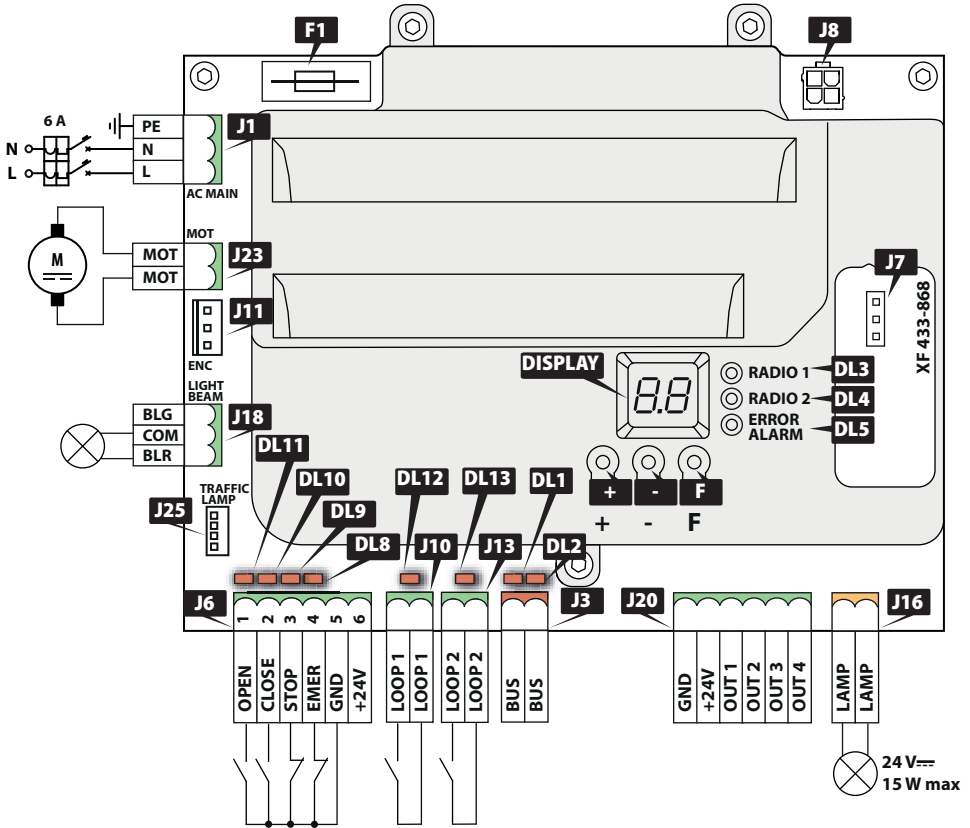 F1
J8
6 A
N
L
PE
N
L
J1
AC MAIN
MOT
MOT
MOT
J23
M
J11
ENC
J7
XF 433-868
DISPLAY
8.8
RADIO 1
DL3
RADIO 2
DL4
ERROR
ALARM
DL5
LIGHT
BEAM
BLG
COM
BLR
J18
DL11
DL10
DL9
DL8
DL12
DL13
DL1
DL2
+
-
F
+
-
F
TRAFFIC
LAMP
J25
J6
J10
J13
J3
J20
J16
1
2
3
4
5
6
OPEN
CLOSE
STOP
EMER
GND
+24V
LOOP 1
LOOP 1
LOOP 2
LOOP 2
BUS
BUS
GND
+24V
OUT 1
OUT 2
OUT 3
OUT 4
LAMP
LAMP
24 V⎓
15 W max